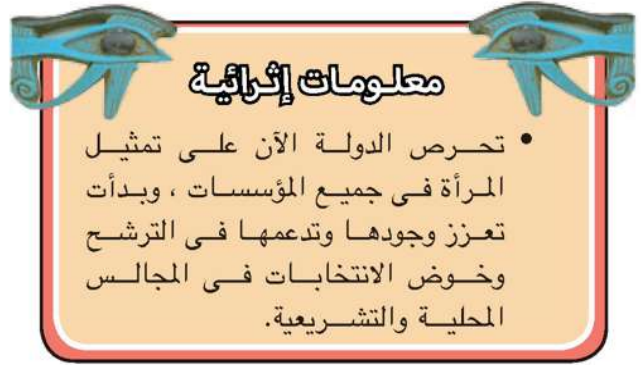 معلومات إثرائية
• تحرص الدولة الآن على تمثيل
المرأة فى جميع المؤسسات ، وبدأت
تعزز وجودها وتدعمها فى الترشح
وخوض الانتخابات فى المجالس
المحلية والتشريعية.